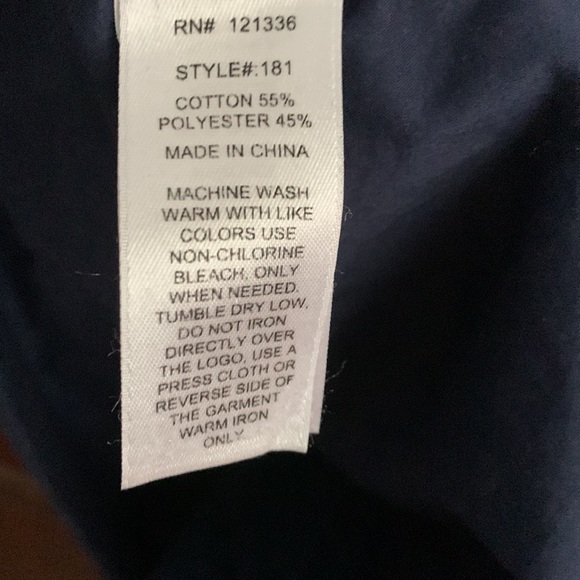 RN# 121336
STYLE#:181
COTTON 55%
POLYESTER 45%
MADE IN CHINA
MACHINE WASH
WARM WITH LIKE
COLORS USE
NON-CHLORINE
BLEACH, ONLY
WHEN NEEDED.
TUMBLE DRY LOW,
DO NOT IRON
DIRECTLY OVER
THE LOGO, USE A
PRESS CLOTH OR
REVERSE SIDE OF
THE GARMENT
WARM IRON
ONLY